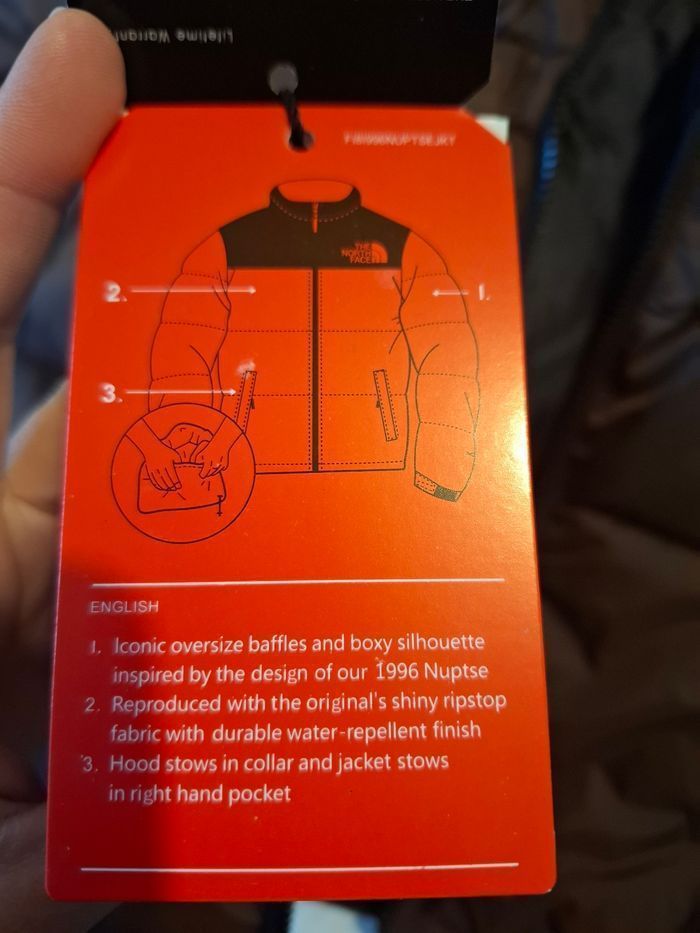 Lifetime Warranty
THE
NORTH
FACE
2.
1.
3.
ENGLISH
1. Iconic oversize baffles and boxy silhouette
inspired by the design of our 1996 Nuptse
2. Reproduced with the original's shiny ripstop
fabric with durable water-repellent finish
3. Hood stows in collar and jacket stows
in right hand pocket